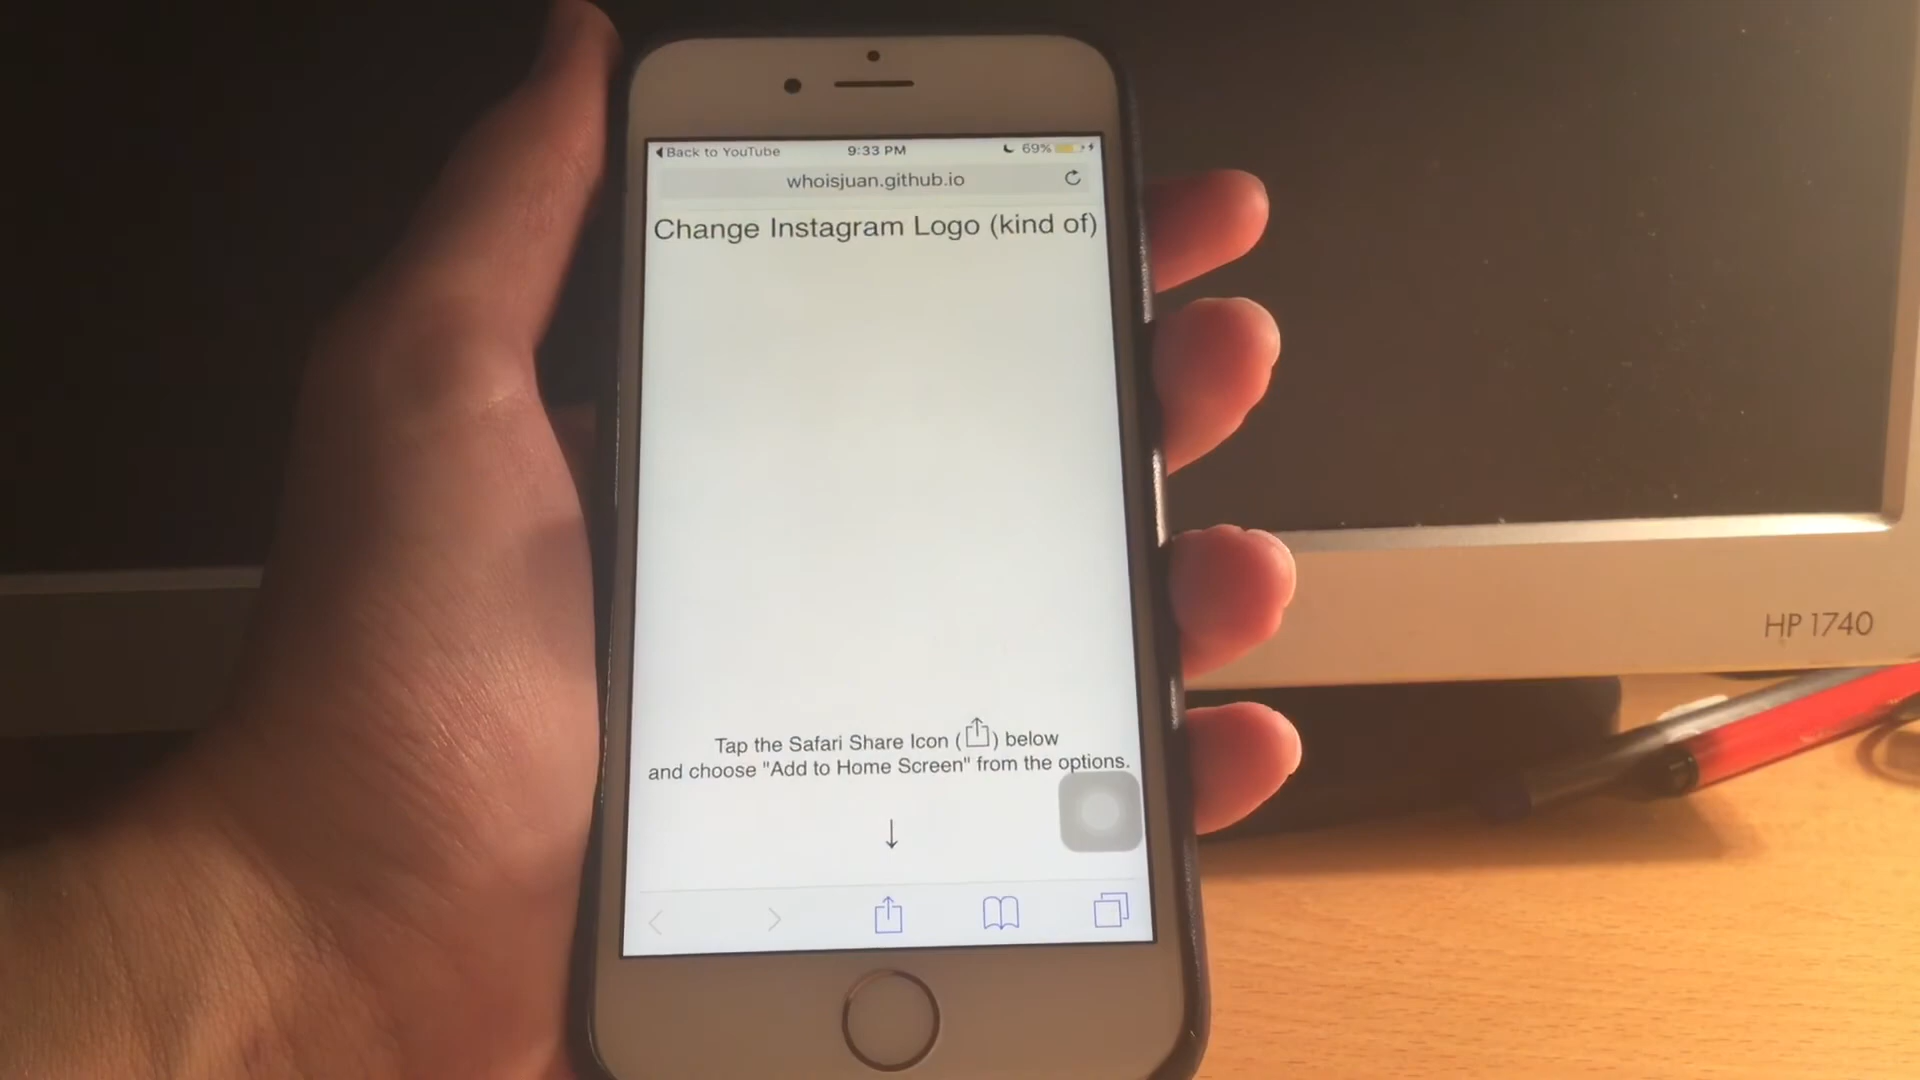 Back to YouTube 9:33 PM 69%
whoisjuan.github.io
Change Instagram Logo (kind of)
Tap the Safari Share Icon ( ) below
and choose "Add to Home Screen" from the options.
HP 1740